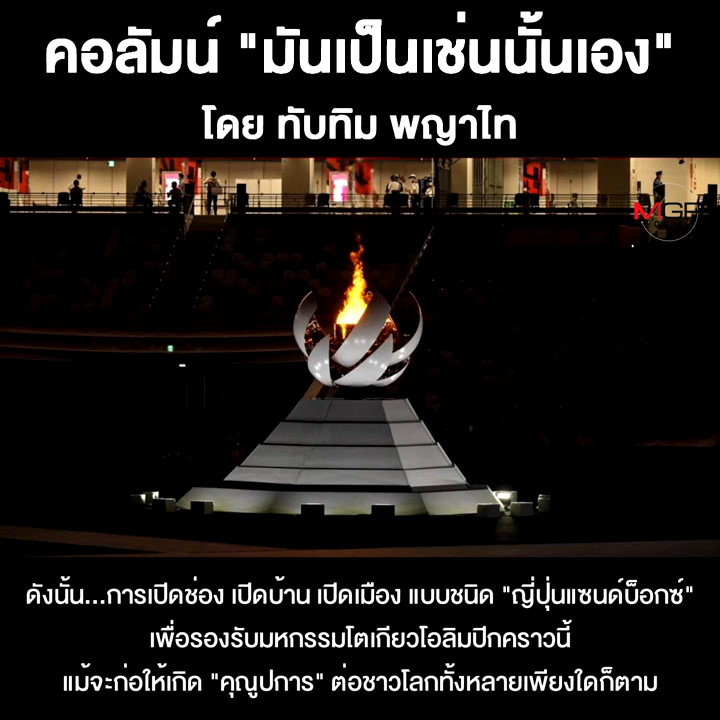 คอลัมน์ "มันเป็นเช่นนั้นเอง"
โดย ทับทิม พญาไท
MGR
ดังนั้น...การเปิดช่อง เปิดบ้าน เปิดเมือง แบบชนิด "ญี่ปุ่นแซนด์บ็อกซ์"
เพื่อรองรับมหกรรมโตเกียวโอลิมปิกคราวนี้
แม้จะก่อให้เกิด "คุณูปการ" ต่อชาวโลกทั้งหลายเพียงใดก็ตาม